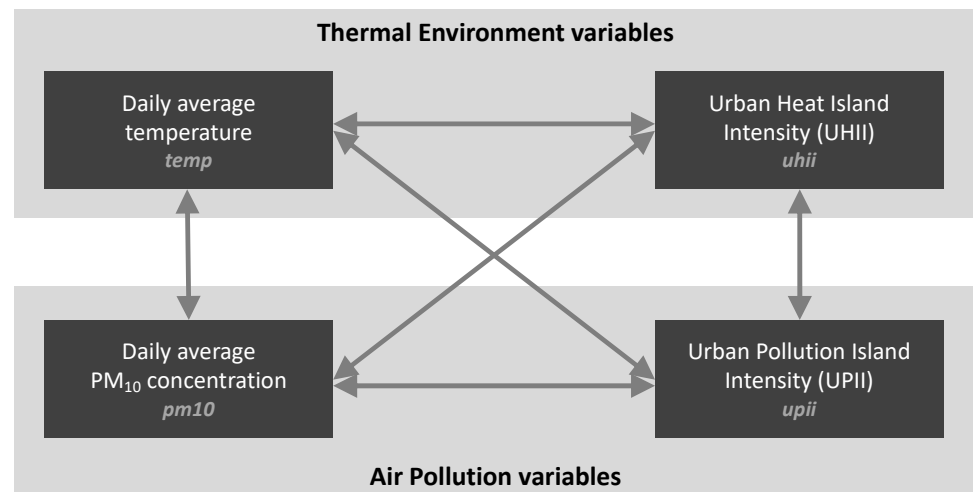 Thermal Environment variables
Daily average
temperature
temp
Urban Heat Island
Intensity (UHII)
uhii
Daily average
PM₁₀ concentration
pm10
Urban Pollution Island
Intensity (UPII)
upii
Air Pollution variables